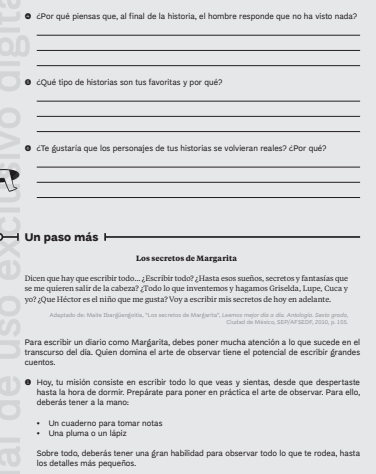 ¿Por qué piensas que, al final de la historia, el hombre responde que no ha visto nada?
¿Qué tipo de historias son tus favoritas y por qué?
¿Te gustaría que los personajes de tus historias se volvieran reales? ¿Por qué?
Un paso más
Los secretos de Margarita
Dicen que hay que escribir todo... ¿Escribir todo? ¿Hasta esos sueños, secretos y fantasías que
se me quieren salir de la cabeza? ¿Todo lo que inventemos y hagamos Griselda, Lupe, Cuca y
yo? ¿Que Héctor es el niño que me gusta? Voy a escribir mis secretos de hoy en adelante.
Adaptado de: Maite Ibargüengoitia, "Los secretos de Margarita", Leemos mejor día a día. Antología. Sexto grado.
Ciudad de México, SEP/AFSEDF, 2010, p. 155.
Para escribir un diario como Margarita, debes poner mucha atención a lo que sucede en el
transcurso del día. Quien domina el arte de observar tiene el potencial de escribir grandes
cuentos.
Hoy, tu misión consiste en escribir todo lo que veas y sientas, desde que despertaste
hasta la hora de dormir. Prepárate para poner en práctica el arte de observar. Para ello,
deberás tener a la mano:
• Un cuaderno para tomar notas
• Una pluma o un lápiz
Sobre todo, deberás tener una gran habilidad para observar todo lo que te rodea, hasta
los detalles más pequeños.
al de uso exclusivo digita